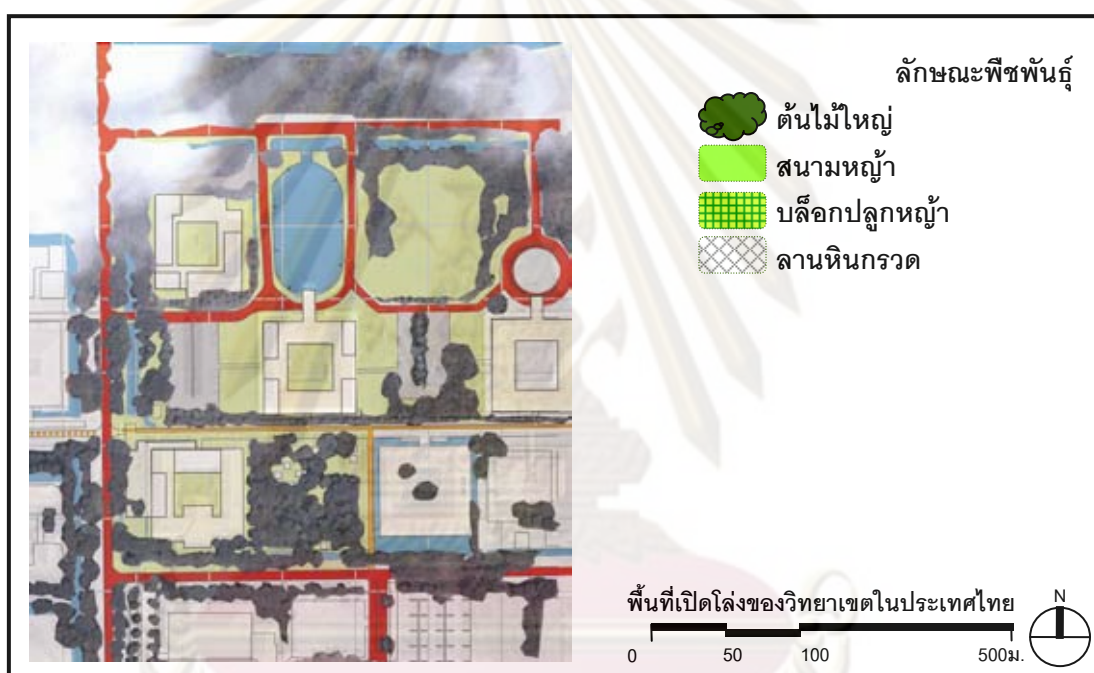 ลักษณะพืชพันธุ์
ต้นไม้ใหญ่
สนามหญ้า
บล็อกปลูกหญ้า
ลานหินกรวด
พื้นที่เปิดโล่งของวิทยาเขตในประเทศไทย
N
0 50 100 500ม.